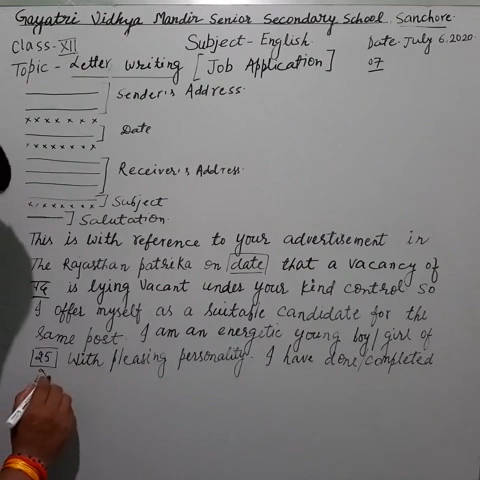 Gayatri Vidhya Mandir Senior Secondary School, Sanchore.
Class-XII Subject-English. Date. July 6, 2020.
Topic - Letter writing [Job Application] 07
Sender's Address.
x x x x x x x
Date
x x x x x x x
Receiver's Address.
x x x x x x x Subject
Salutation.
This is with reference to your advertisement in
The Rajasthan patrika on date that a vacancy of
is lying vacant under your kind control so
I offer myself as a suitable candidate for the
same post. I am an energetic young boy/girl of
25 with pleasing personality. I have done/completed